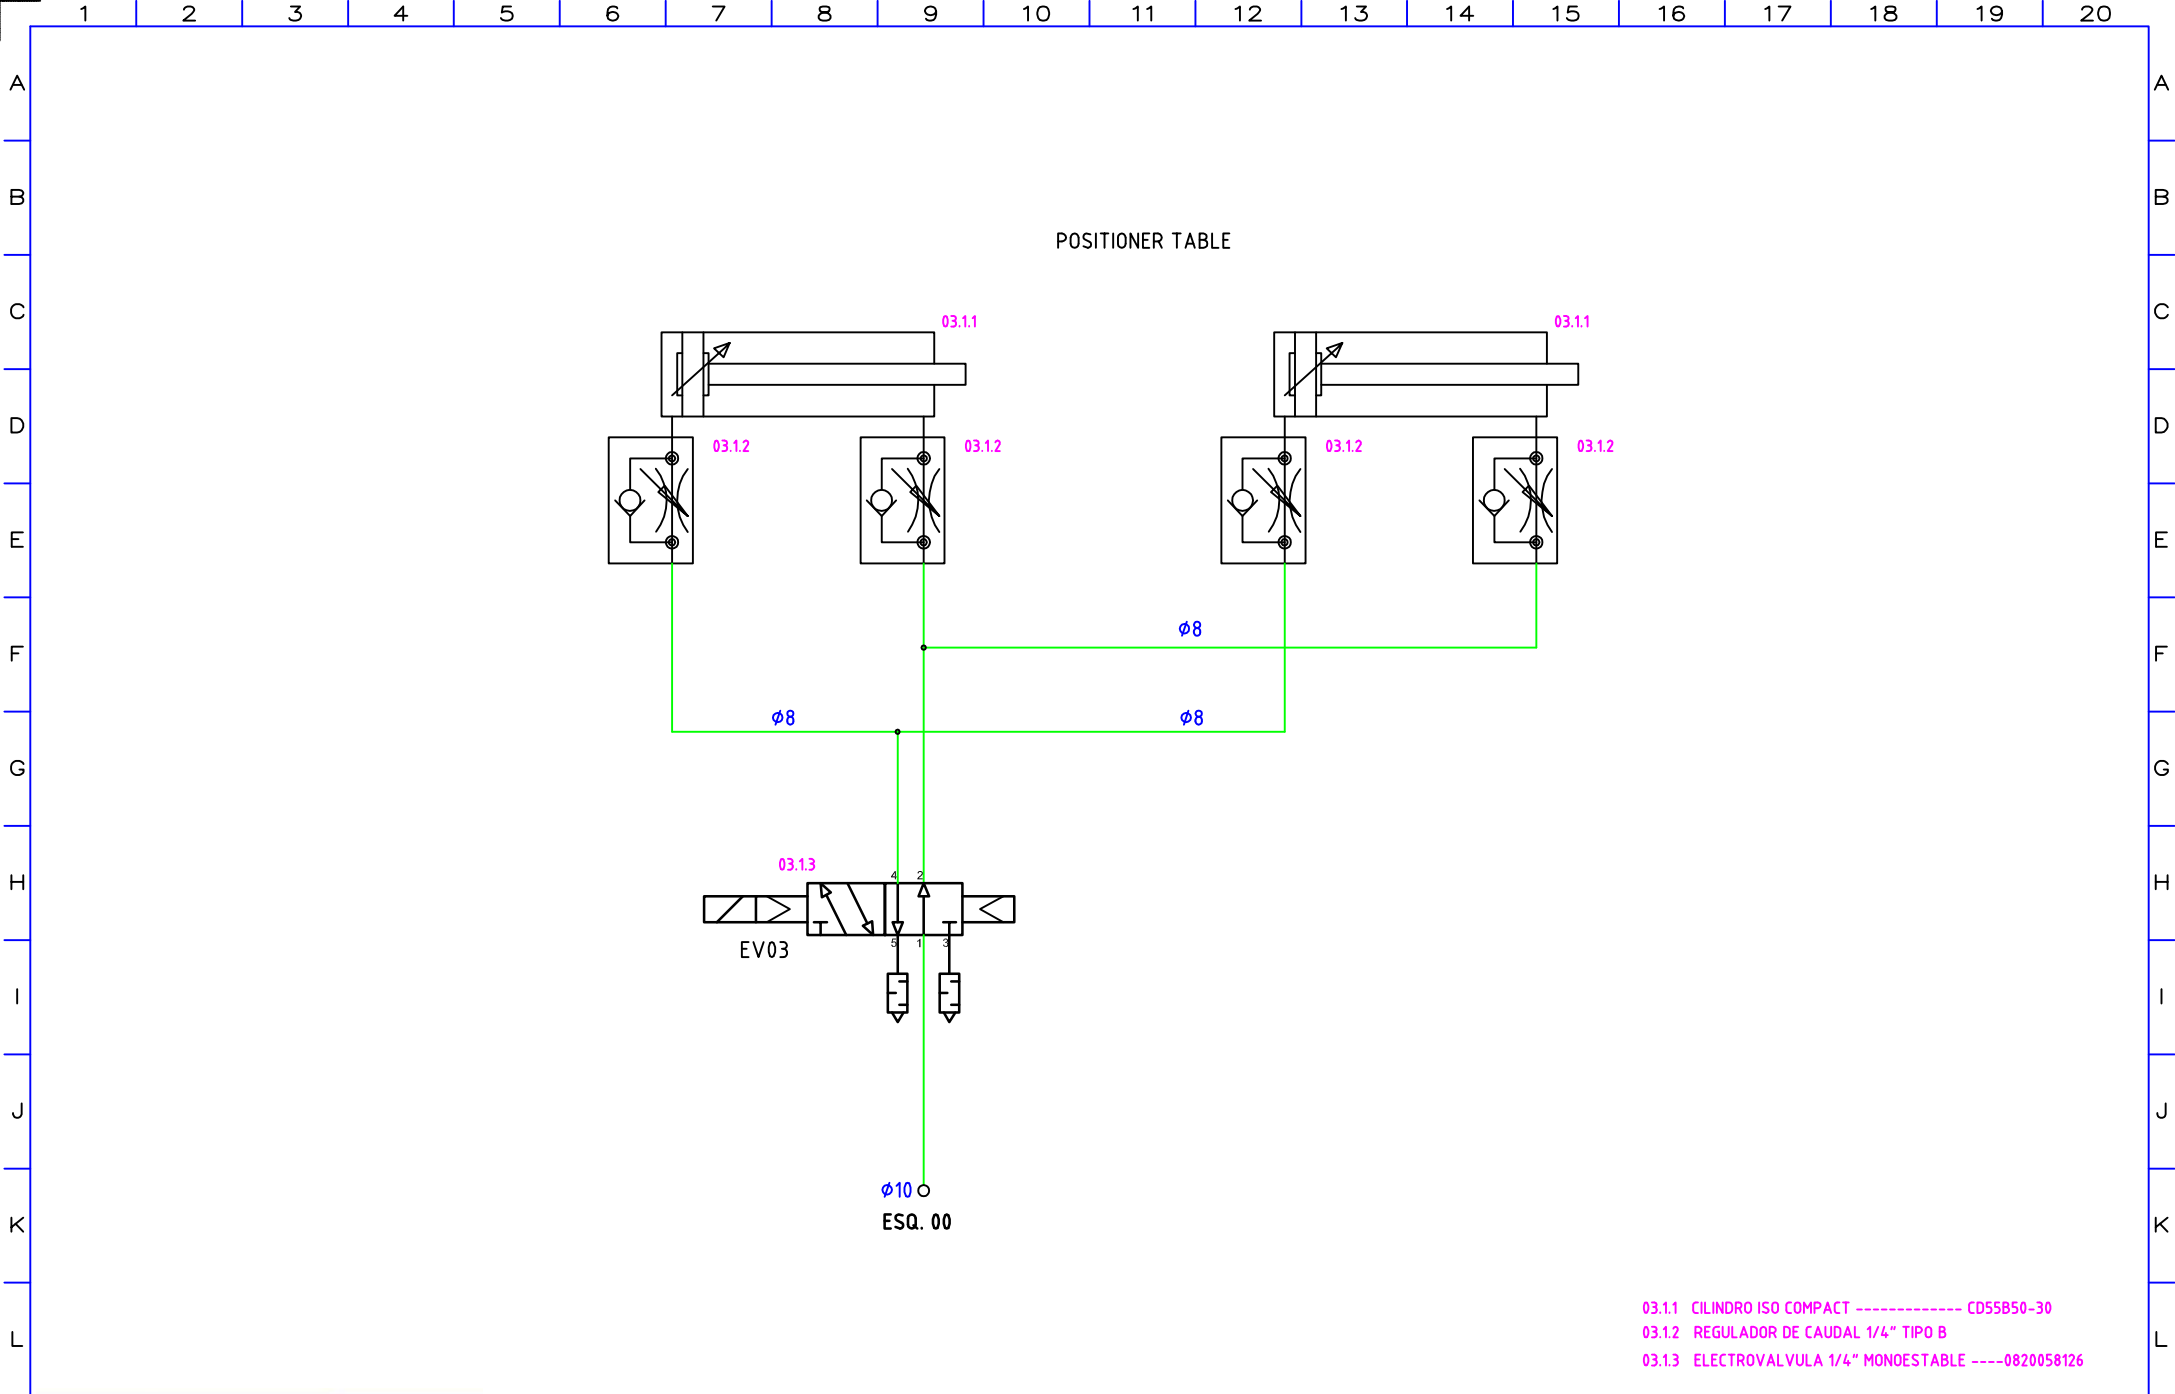 1 2 3 4 5 6 7 8 9 10 11 12 13 14 15 16 17 18 19 20
A A
B B
POSITIONER TABLE
C C
03.1.1 03.1.1
D D
03.1.2 03.1.2 03.1.2 03.1.2
E E
ϕ8
F F
ϕ8 ϕ8
G G
03.1.3
4 2
H H
5 1 3
EV03
I I
J J
ϕ10
ESQ. 00
K K
03.1.1 CILINDRO ISO COMPACT ------------- CD55B50-30
03.1.2 REGULADOR DE CAUDAL 1/4" TIPO B
L L
03.1.3 ELECTROVALVULA 1/4" MONOESTABLE ----0820058126